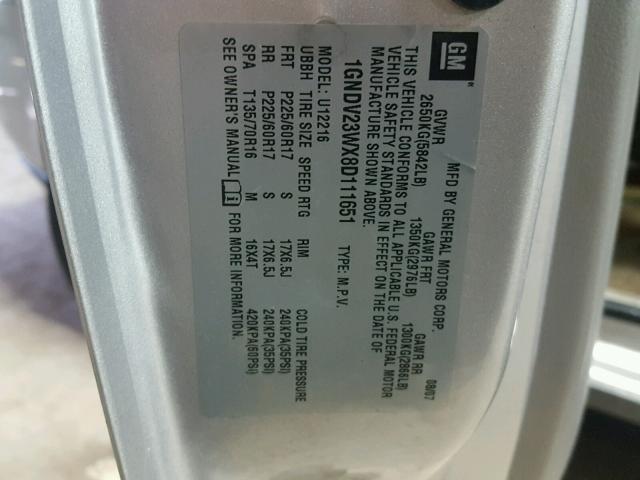 GM ®
MFD BY GENERAL MOTORS CORP. 08/07
GVWR GAWR FRT GAWR RR
2650KG(5842LB) 1350KG(2976LB) 1300KG(2866LB)
THIS VEHICLE CONFORMS TO ALL APPLICABLE U.S. FEDERAL MOTOR
VEHICLE SAFETY STANDARDS IN EFFECT ON THE DATE OF
MANUFACTURE SHOWN ABOVE.
1GNDV23WX8D111651 TYPE: M.P.V.
MODEL: U12216
UBBH TIRE SIZE SPEED RTG RIM COLD TIRE PRESSURE
FRT P225/60R17 S 17X6.5J 240KPA(35PSI)
RR P225/60R17 S 17X6.5J 240KPA(35PSI)
SPA T135/70R16 M 16X4T 420KPA(60PSI)
SEE OWNER'S MANUAL i FOR MORE INFORMATION.